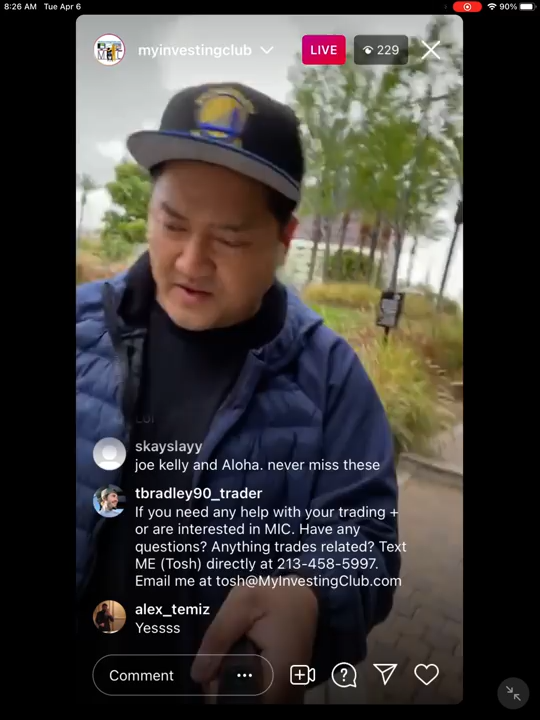 8:26 AM Tue Apr 6
90%
myinvestingclub
LIVE
229
skayslayy
joe kelly and Aloha. never miss these
tbradley90_trader
If you need any help with your trading +
or are interested in MIC. Have any
questions? Anything trades related? Text
ME (Tosh) directly at 213-458-5997.
Email me at tosh@MyInvestingClub.com
alex_temiz
Yessss
Comment